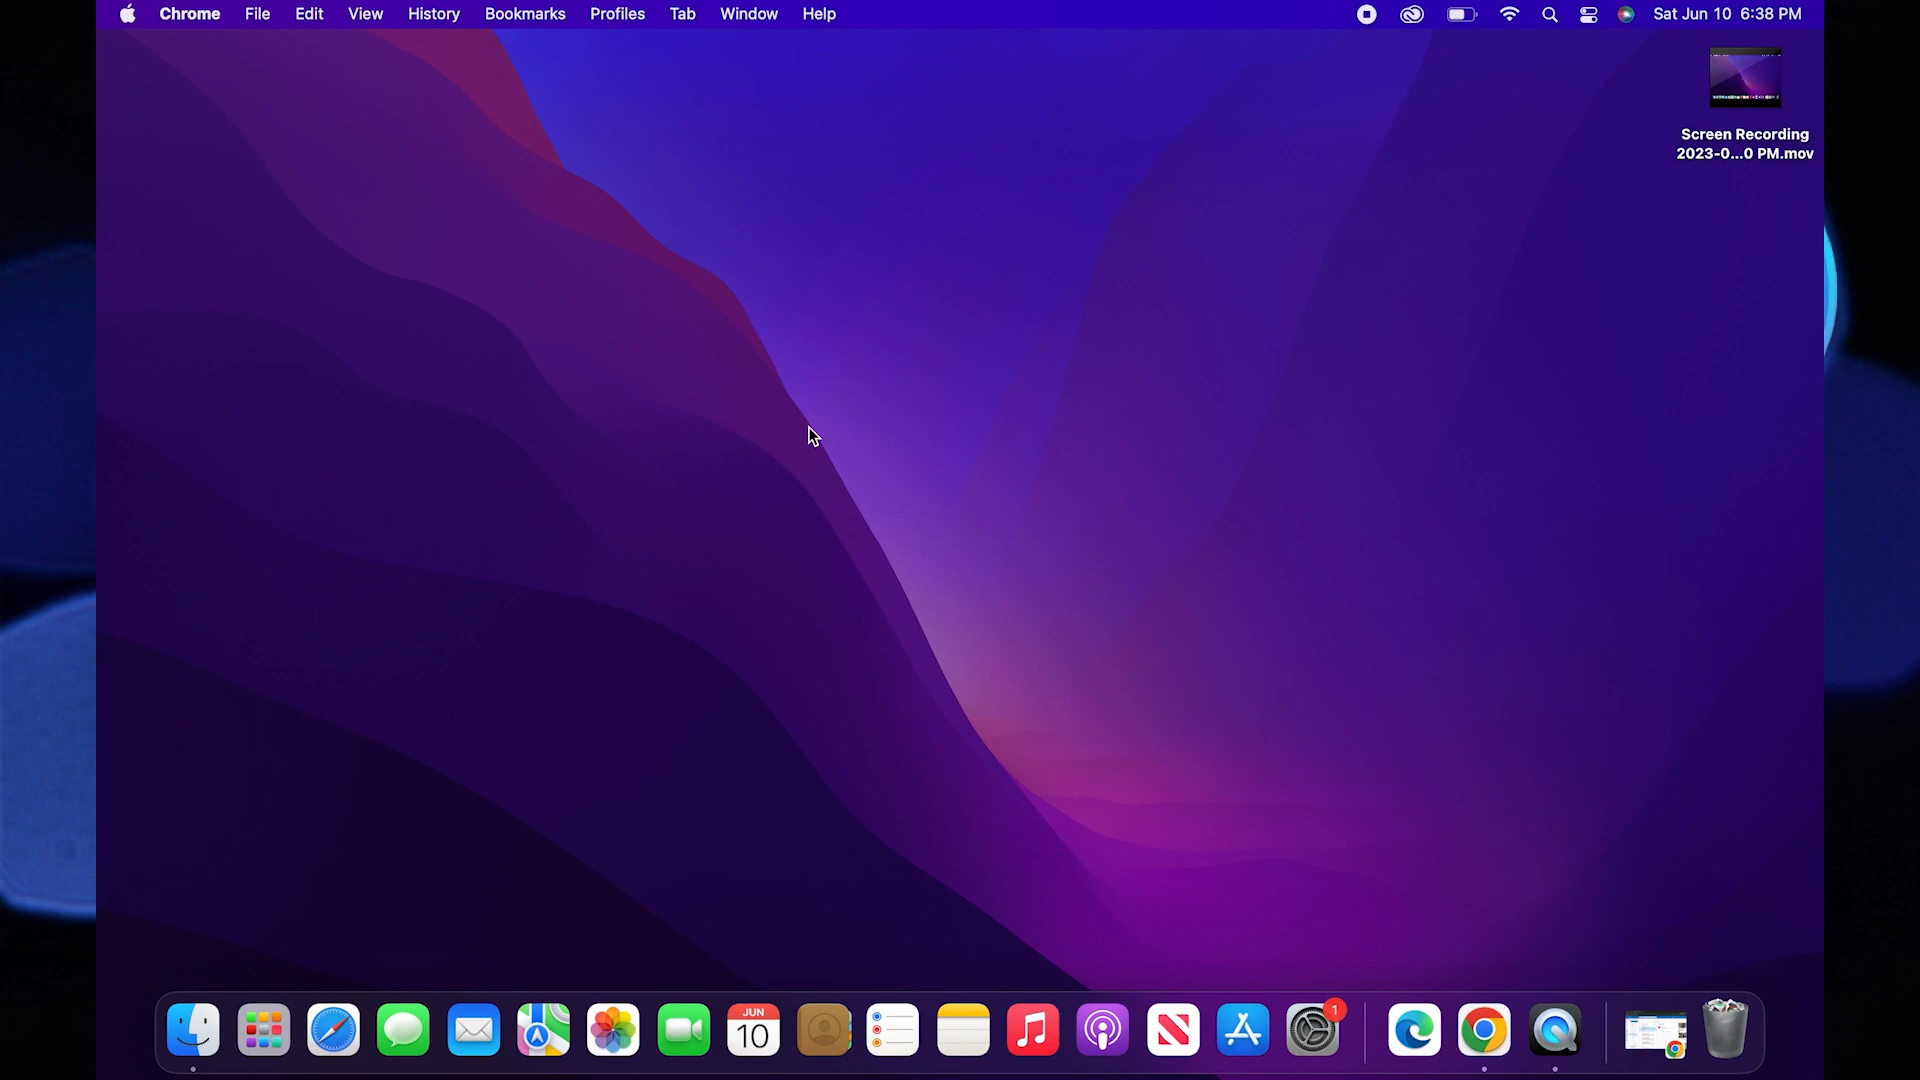 Chrome File Edit View History Bookmarks Profiles Tab Window Help Sat Jun 10 6:38 PM
Screen Recording
2023-0...0 PM.mov
JUN
10
1